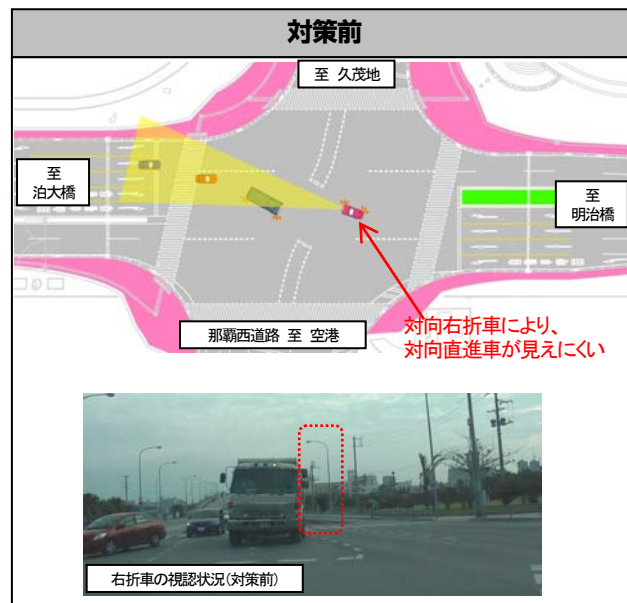 対策前
至 久茂地
至
泊大橋
至
明治橋
那覇西道路 至 空港
対向右折車により、
対向直進車が見えにくい
右折車の視認状況(対策前)